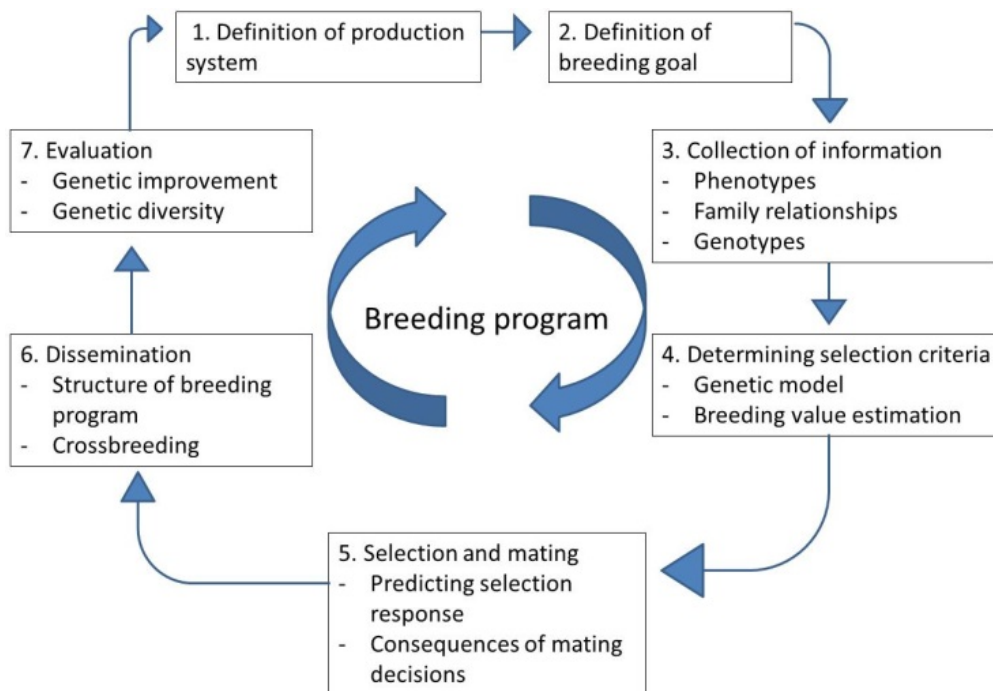 1. Definition of production
system
2. Definition of
breeding goal
3. Collection of information
- Phenotypes
- Family relationships
- Genotypes
4. Determining selection criteria
- Genetic model
- Breeding value estimation
5. Selection and mating
- Predicting selection
response
- Consequences of mating
decisions
6. Dissemination
- Structure of breeding
program
- Crossbreeding
7. Evaluation
- Genetic improvement
- Genetic diversity
Breeding program